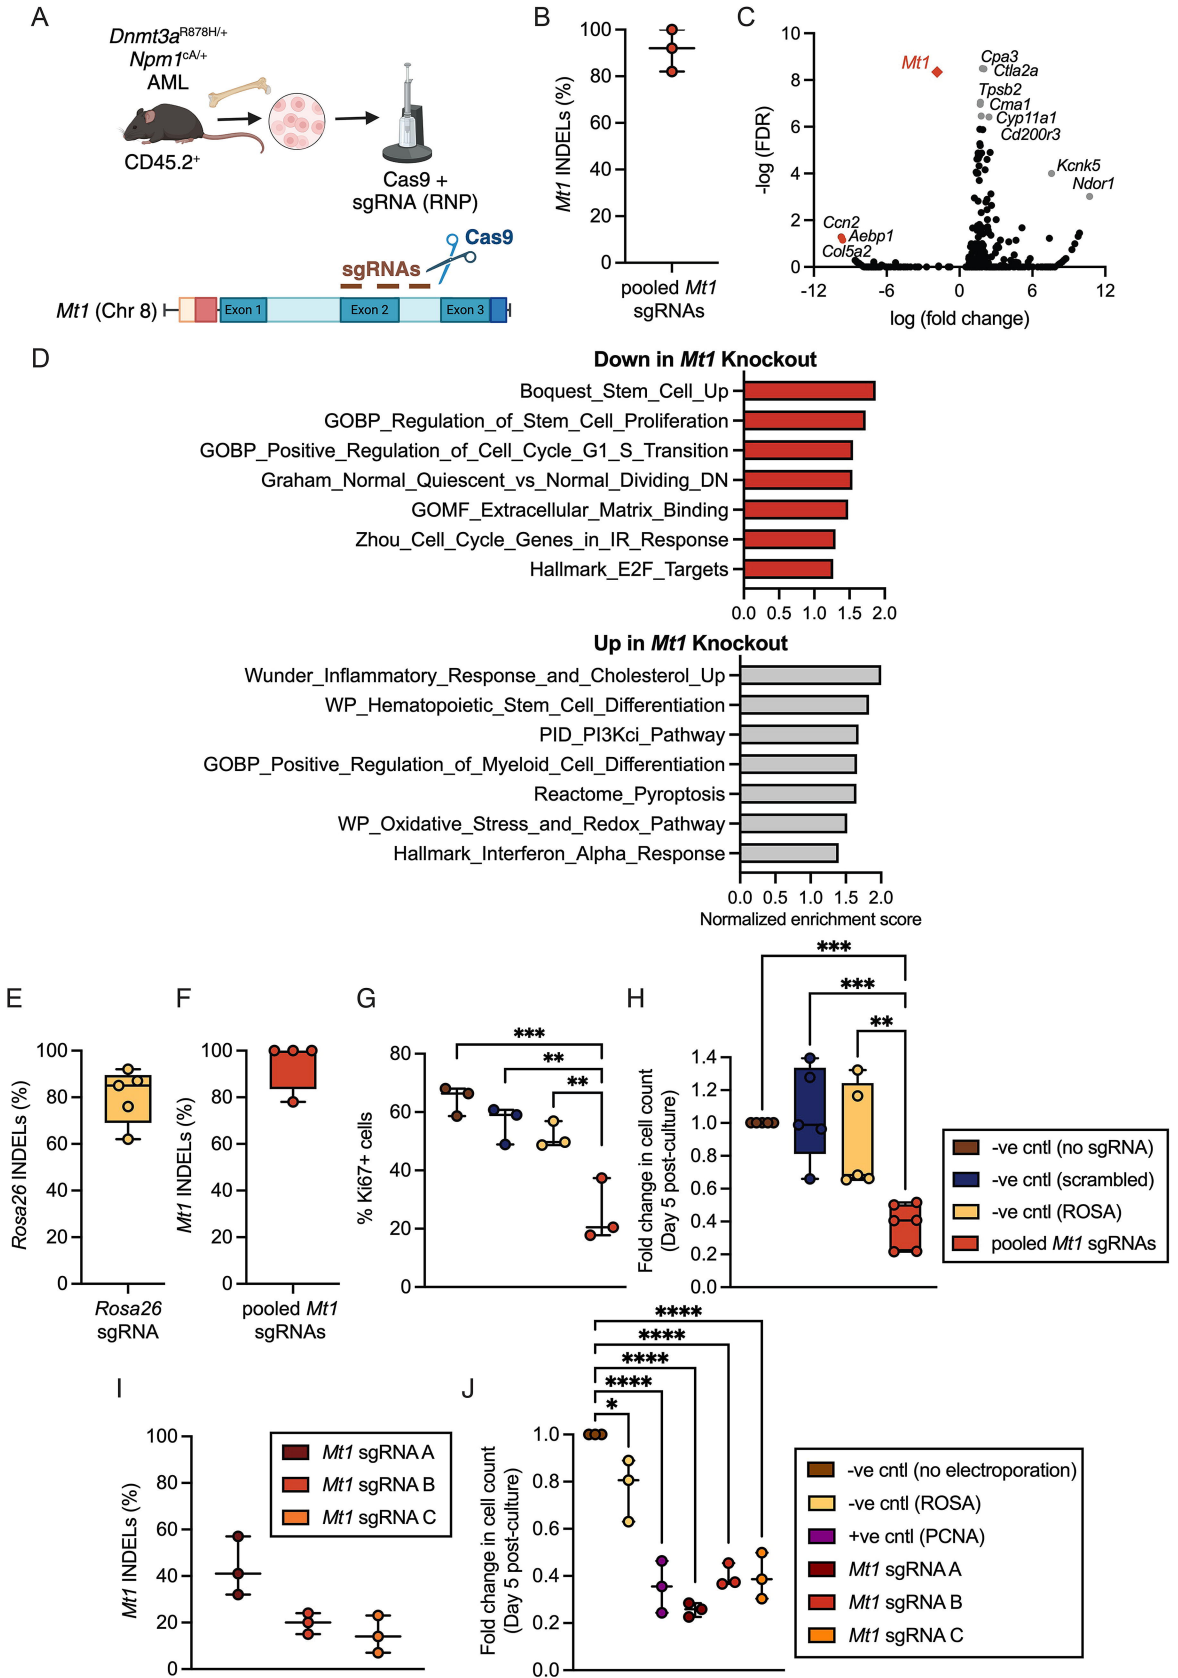 A
Dnmt3aR878H/+
Npm1cA/+
AML
CD45.2+
Cas9 +
sgRNA (RNP)
Cas9
sgRNAs
Mt1 (Chr 8)
Exon 1
Exon 2
Exon 3
B
Mt1 INDELs (%)
100
80
60
40
20
0
pooled Mt1
sgRNAs
C
-log (FDR)
10
8
6
4
2
0
-12
-6
0
6
12
log (fold change)
Mt1
Cpa3
Ctla2a
Tpsb2
Cma1
Cyp11a1
Cd200r3
Kcnk5
Ndor1
Ccn2
Aebp1
Col5a2
D
Down in Mt1 Knockout
Boquest_Stem_Cell_Up
GOBP_Regulation_of_Stem_Cell_Proliferation
GOBP_Positive_Regulation_of_Cell_Cycle_G1_S_Transition
Graham_Normal_Quiescent_vs_Normal_Dividing_DN
GOMF_Extracellular_Matrix_Binding
Zhou_Cell_Cycle_Genes_in_IR_Response
Hallmark_E2F_Targets
0.0 0.5 1.0 1.5 2.0
Up in Mt1 Knockout
Wunder_Inflammatory_Response_and_Cholesterol_Up
WP_Hematopoietic_Stem_Cell_Differentiation
PID_PI3Kci_Pathway
GOBP_Positive_Regulation_of_Myeloid_Cell_Differentiation
Reactome_Pyroptosis
WP_Oxidative_Stress_and_Redox_Pathway
Hallmark_Interferon_Alpha_Response
0.0 0.5 1.0 1.5 2.0
Normalized enrichment score
E
Rosa26 INDELs (%)
100
80
60
40
20
0
Rosa26
sgRNA
F
Mt1 INDELs (%)
100
80
60
40
20
0
pooled Mt1
sgRNAs
G
% Ki67+ cells
80
60
40
20
0
***
**
**
H
Fold change in cell count
(Day 5 post-culture)
1.4
1.2
1.0
0.8
0.6
0.4
0.2
0.0
***
***
**
-ve cntl (no sgRNA)
-ve cntl (scrambled)
-ve cntl (ROSA)
pooled Mt1 sgRNAs
I
Mt1 INDELs (%)
100
80
60
40
20
0
Mt1 sgRNA A
Mt1 sgRNA B
Mt1 sgRNA C
J
Fold change in cell count
(Day 5 post-culture)
1.0
0.8
0.6
0.4
0.2
0.0
****
****
****
****
*
-ve cntl (no electroporation)
-ve cntl (ROSA)
+ve cntl (PCNA)
Mt1 sgRNA A
Mt1 sgRNA B
Mt1 sgRNA C